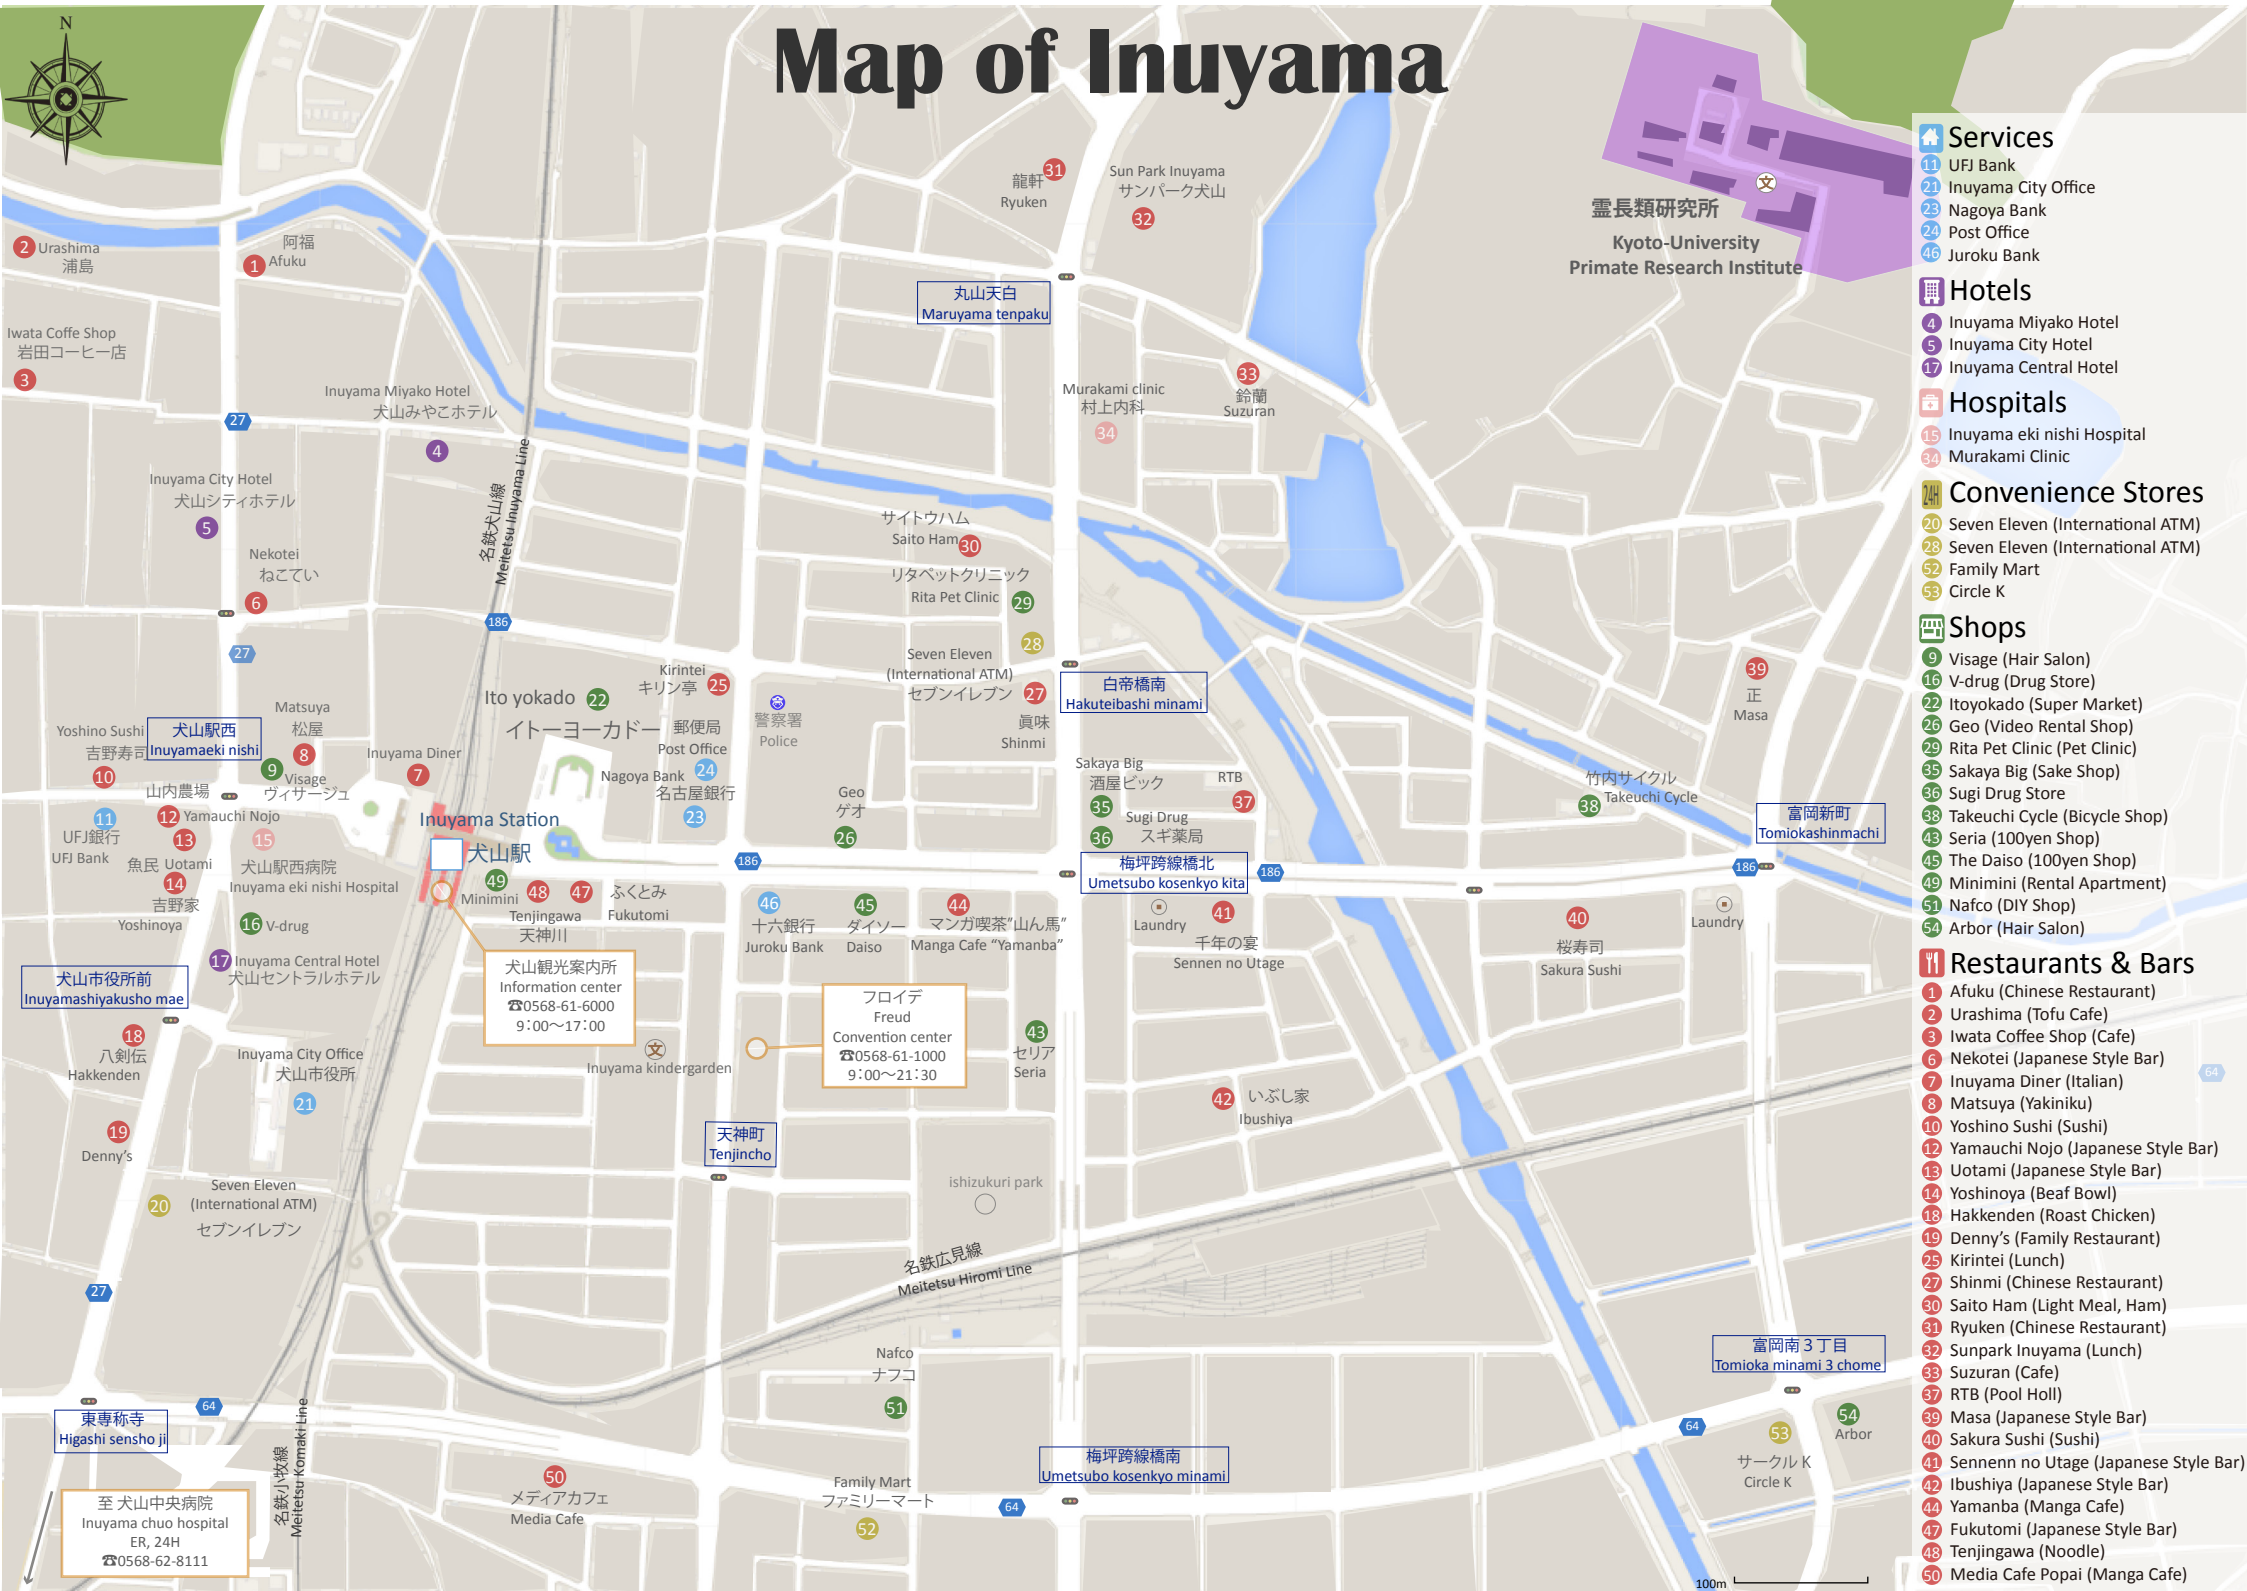 Map of Inuyama
N
龍軒
31
Ryuken
Sun Park Inuyama
サンパーク犬山
32
文
霊長類研究所
Kyoto-University
Primate Research Institute
2 Urashima
浦島
阿福
1 Afuku
丸山天白
Maruyama tenpaku
Iwata Coffe Shop
岩田コーヒー店
3
27
Inuyama Miyako Hotel
犬山みやこホテル
4
Murakami clinic
村上内科
34
33
鈴蘭
Suzuran
Inuyama City Hotel
犬山シティホテル
5
名鉄犬山線
Meitetsu Inuyama Line
サイトウハム
Saito Ham 30
Nekotei
ねこてい
6
リタペットクリニック
Rita Pet Clinic 29
186
28
27
Seven Eleven
(International ATM)
セブンイレブン 27
眞味
Shinmi
白帝橋南
Hakuteibashi minami
39
正
Masa
Kirintei
キリン亭 25
Ito yokado 22
イトーヨーカドー
郵便局
Post Office
24
警察署
Police
Nagoya Bank
名古屋銀行
23
Matsuya
松屋
8
Yoshino Sushi
吉野寿司
10
犬山駅西
Inuyamaeki nishi
9 Visage
ヴィサージュ
Inuyama Diner
7
山内農場
12 Yamauchi Nojo
11
UFJ銀行
UFJ Bank
13
魚民 Uotami
14
吉野家
Yoshinoya
15
犬山駅西病院
Inuyama eki nishi Hospital
Inuyama Station
犬山駅
Geo
ゲオ
26
Sakaya Big
酒屋ビック
35
RTB
37
36
Sugi Drug
スギ薬局
竹内サイクル
38 Takeuchi Cycle
富岡新町
Tomiokashinmachi
186
梅坪跨線橋北
Umetsubo kosenkyo kita
186
186
49
Minimini
48
Tenjingawa
天神川
47
ふくとみ
Fukutomi
46
十六銀行
Juroku Bank
45
ダイソー
Daiso
44
マンガ喫茶"山ん馬"
Manga Cafe “Yamanba”
Laundry
41
千年の宴
Sennen no Utage
40
桜寿司
Sakura Sushi
Laundry
16 V-drug
17 Inuyama Central Hotel
犬山セントラルホテル
犬山市役所前
Inuyamashiyakusho mae
犬山観光案内所
Information center
☎0568-61-6000
9:00～17:00
フロイデ
Freud
Convention center
☎0568-61-1000
9:00～21:30
18
八剣伝
Hakkenden
Inuyama City Office
犬山市役所
21
文
Inuyama kindergarden
43
セリア
Seria
42 いぶし家
Ibushiya
64
19
Denny’s
天神町
Tenjincho
ishizukuri park
20
Seven Eleven
(International ATM)
セブンイレブン
名鉄広見線
Meitetsu Hiromi Line
27
Nafco
ナフコ
51
富岡南３丁目
Tomioka minami 3 chome
64
東専称寺
Higashi sensho ji
名鉄小牧線
Meitetsu Komaki Line
64
53
サークル K
Circle K
54
Arbor
50
メディアカフェ
Media Cafe
梅坪跨線橋南
Umetsubo kosenkyo minami
Family Mart
ファミリーマート
52
64
至 犬山中央病院
Inuyama chuo hospital
ER, 24H
☎0568-62-8111
100m
Services
11 UFJ Bank
21 Inuyama City Office
23 Nagoya Bank
24 Post Office
46 Juroku Bank
Hotels
4 Inuyama Miyako Hotel
5 Inuyama City Hotel
17 Inuyama Central Hotel
Hospitals
15 Inuyama eki nishi Hospital
34 Murakami Clinic
24H Convenience Stores
20 Seven Eleven (International ATM)
28 Seven Eleven (International ATM)
52 Family Mart
53 Circle K
Shops
9 Visage (Hair Salon)
16 V-drug (Drug Store)
22 Itoyokado (Super Market)
26 Geo (Video Rental Shop)
29 Rita Pet Clinic (Pet Clinic)
35 Sakaya Big (Sake Shop)
36 Sugi Drug Store
38 Takeuchi Cycle (Bicycle Shop)
43 Seria (100yen Shop)
45 The Daiso (100yen Shop)
49 Minimini (Rental Apartment)
51 Nafco (DIY Shop)
54 Arbor (Hair Salon)
Restaurants & Bars
1 Afuku (Chinese Restaurant)
2 Urashima (Tofu Cafe)
3 Iwata Coffee Shop (Cafe)
6 Nekotei (Japanese Style Bar)
7 Inuyama Diner (Italian)
8 Matsuya (Yakiniku)
10 Yoshino Sushi (Sushi)
12 Yamauchi Nojo (Japanese Style Bar)
13 Uotami (Japanese Style Bar)
14 Yoshinoya (Beaf Bowl)
18 Hakkenden (Roast Chicken)
19 Denny’s (Family Restaurant)
25 Kirintei (Lunch)
27 Shinmi (Chinese Restaurant)
30 Saito Ham (Light Meal, Ham)
31 Ryuken (Chinese Restaurant)
32 Sunpark Inuyama (Lunch)
33 Suzuran (Cafe)
37 RTB (Pool Holl)
39 Masa (Japanese Style Bar)
40 Sakura Sushi (Sushi)
41 Sennenn no Utage (Japanese Style Bar)
42 Ibushiya (Japanese Style Bar)
44 Yamanba (Manga Cafe)
47 Fukutomi (Japanese Style Bar)
48 Tenjingawa (Noodle)
50 Media Cafe Popai (Manga Cafe)